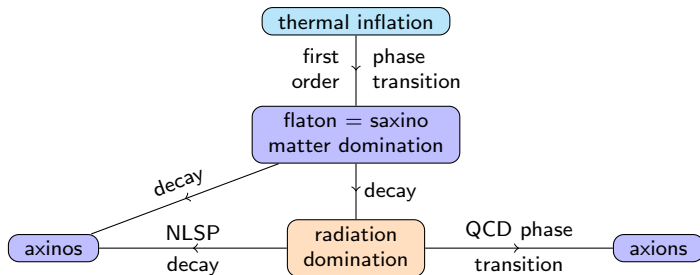 thermal inflation
first phase
order transition
flaton = saxino
matter domination
decay
decay
axinos
NLSP
decay
radiation
domination
QCD phase
transition
axions